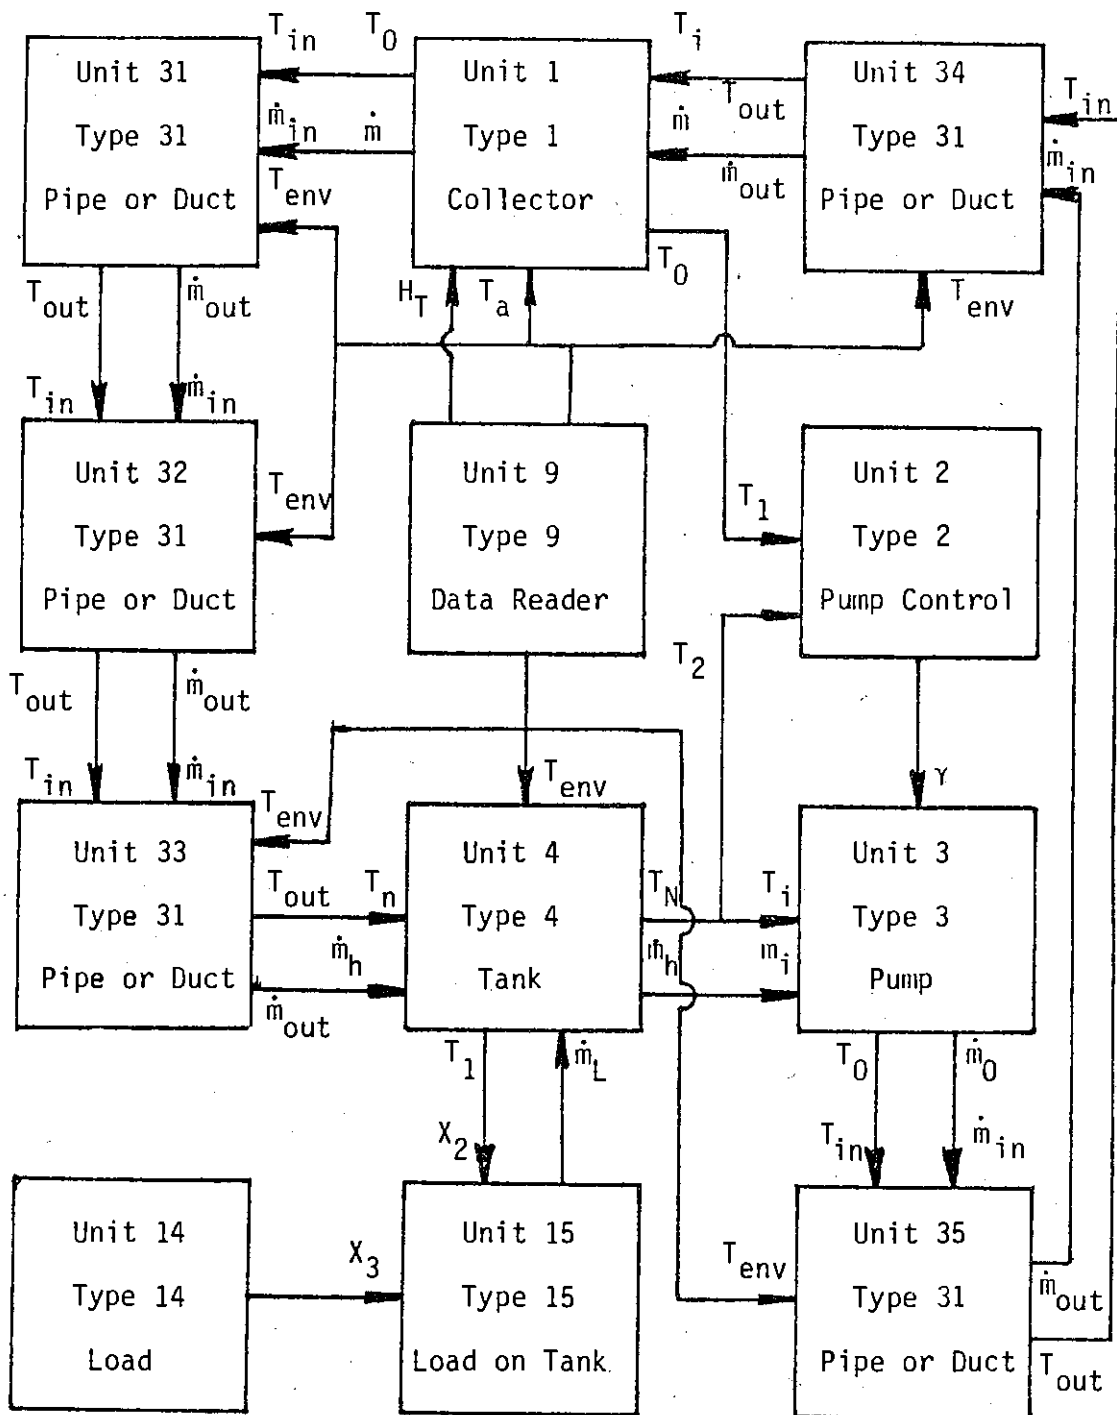 T_in T_0 T_i
Unit 31 Unit 1 Unit 34
T_out T_in
ṁ_in ṁ ṁ
Type 31 Type 1 Type 31
ṁ_in
T_env ṁ_out
Pipe or Duct Collector Pipe or Duct
T_0
T_out ṁ_out H_T T_a T_env
T_in ṁ_in
Unit 32 Unit 9 Unit 2
T_env T_1
Type 31 Type 9 Type 2
Pipe or Duct Data Reader Pump Control
T_out ṁ_out T_2
T_in ṁ_in T_env γ
T_env
Unit 33 Unit 4 Unit 3
T_out T_n T_N T_i
Type 31 Type 4 Type 3
ṁ_h ṁ_h m_i
Pipe or Duct Tank Pump
ṁ_out
T_1 ṁ_L T_0 ṁ_0
X_2 T_in ṁ_in
Unit 14 Unit 15 Unit 35
X_3 T_env
Type 14 Type 15 Type 31
ṁ_out
Load Load on Tank Pipe or Duct
T_out